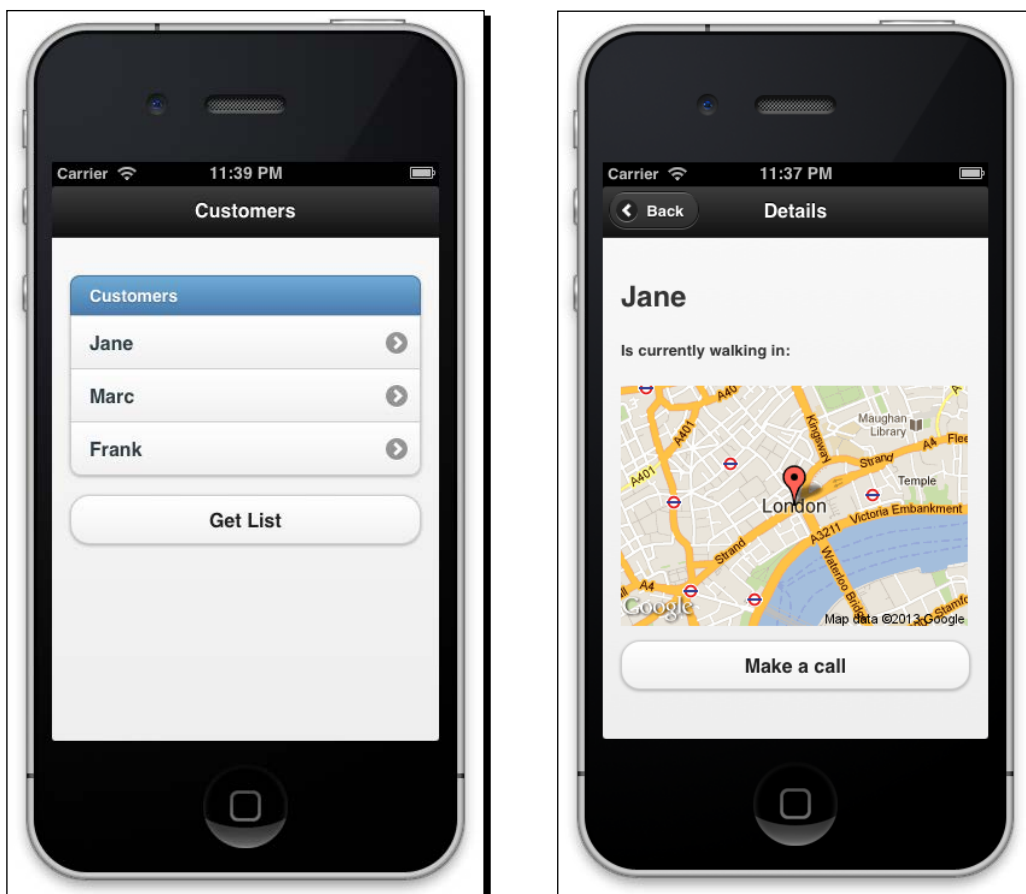 Carrier 11:39 PM
Customers
Customers
Jane
Marc
Frank
Get List
Carrier 11:37 PM
Back Details
Jane
Is currently walking in:
A40
Kingsway
Maughan
Library
A401
A4
Strand
A401
Temple
London
Victoria Embankment
A3211
Strand
Waterloo
A4
Google
Map data ©2013 Google
Make a call